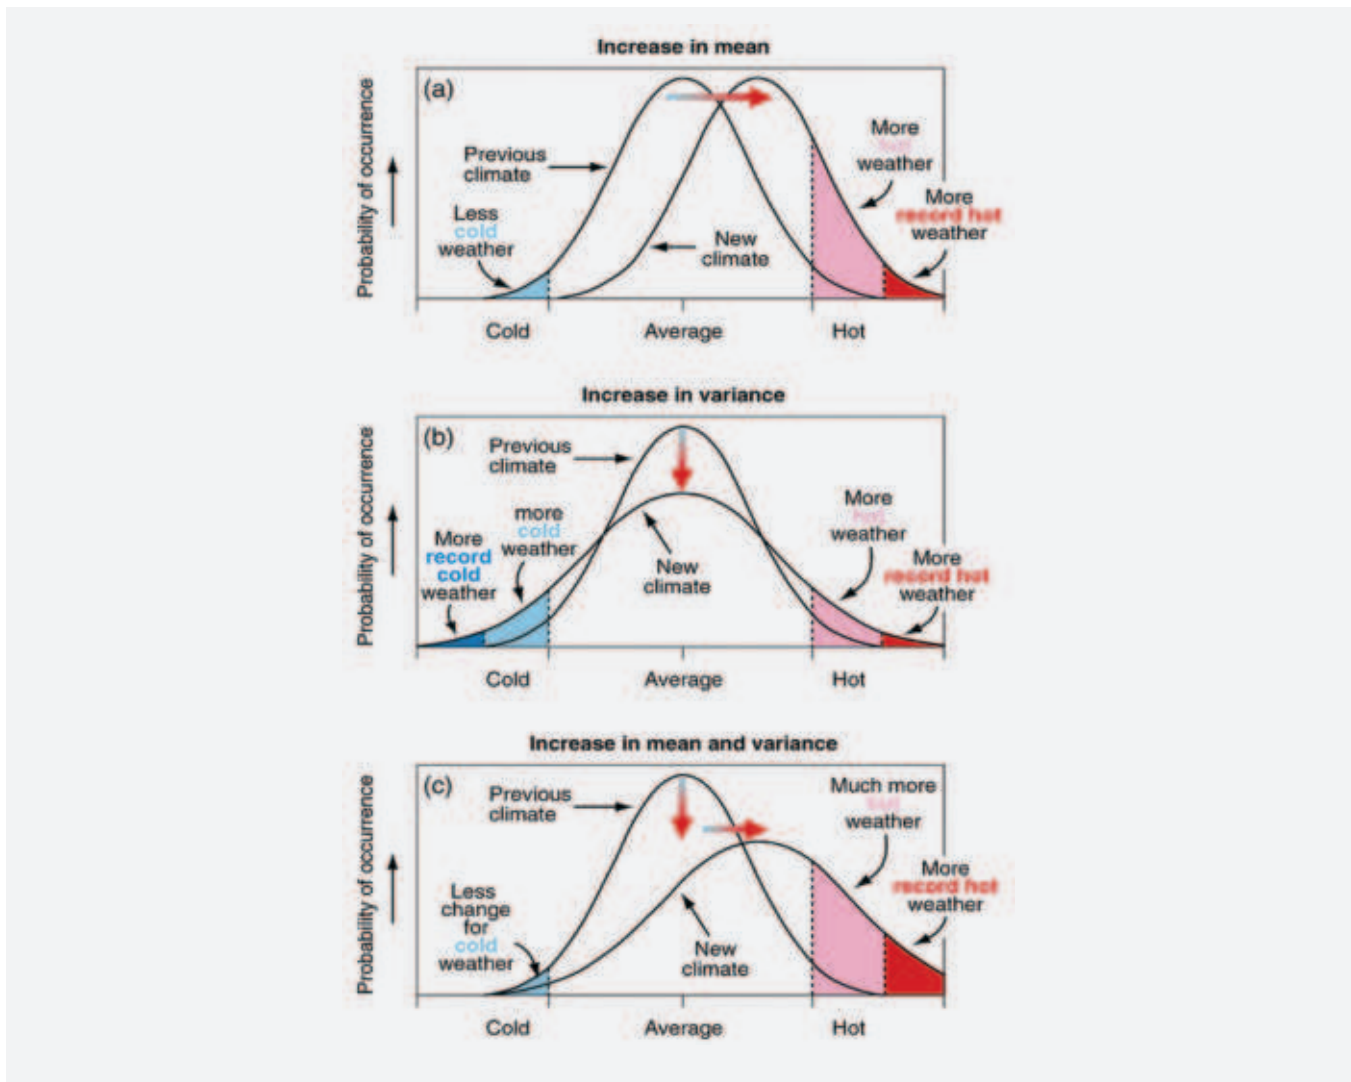 Increase in mean
(a)
Probability of occurrence
Previous
climate
Less
cold
weather
New
climate
More
hot
weather
More
record hot
weather
Cold
Average
Hot
Increase in variance
(b)
Probability of occurrence
Previous
climate
more
cold
weather
More
record
cold
weather
New
climate
More
hot
weather
More
record hot
weather
Cold
Average
Hot
Increase in mean and variance
(c)
Probability of occurrence
Previous
climate
Less
change
for
cold
weather
New
climate
Much more
hot
weather
More
record hot
weather
Cold
Average
Hot